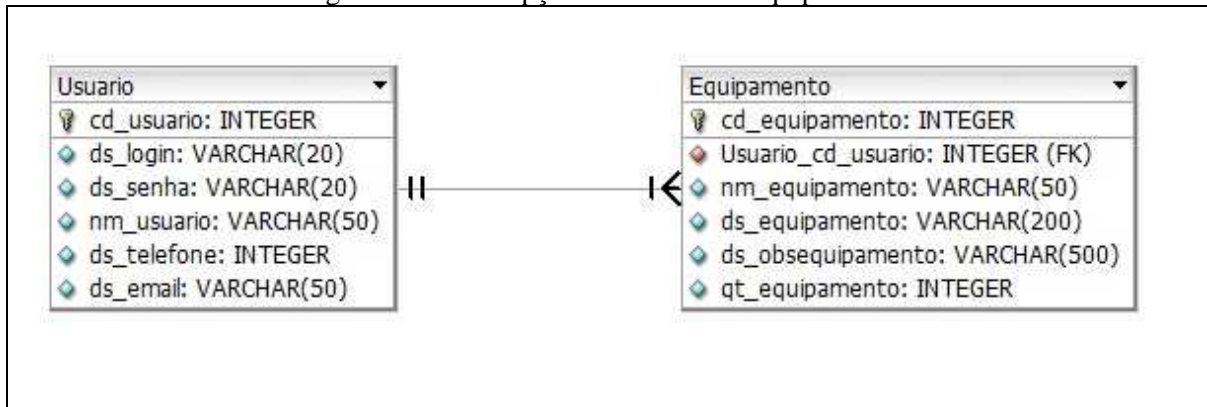 Usuario
cd_usuario: INTEGER
ds_login: VARCHAR(20)
ds_senha: VARCHAR(20)
nm_usuario: VARCHAR(50)
ds_telefone: INTEGER
ds_email: VARCHAR(50)
Equipamento
cd_equipamento: INTEGER
Usuario_cd_usuario: INTEGER (FK)
nm_equipamento: VARCHAR(50)
ds_equipamento: VARCHAR(200)
ds_obsequipamento: VARCHAR(500)
qt_equipamento: INTEGER